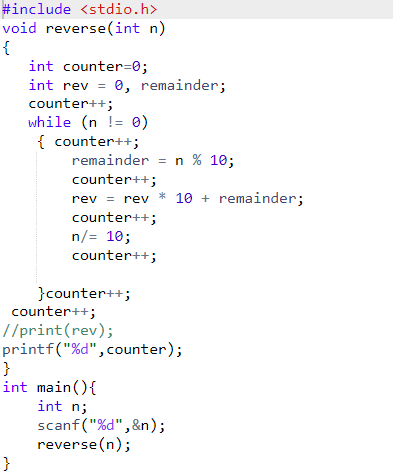 #include <stdio.h>
void reverse(int n)
{
   int counter=0;
   int rev = 0, remainder;
   counter++;
   while (n != 0)
    { counter++;
        remainder = n % 10;
        counter++;
        rev = rev * 10 + remainder;
        counter++;
        n/= 10;
        counter++;
    }counter++;
 counter++;
//print(rev);
printf("%d",counter);
}
int main(){
    int n;
    scanf("%d",&n);
    reverse(n);
}